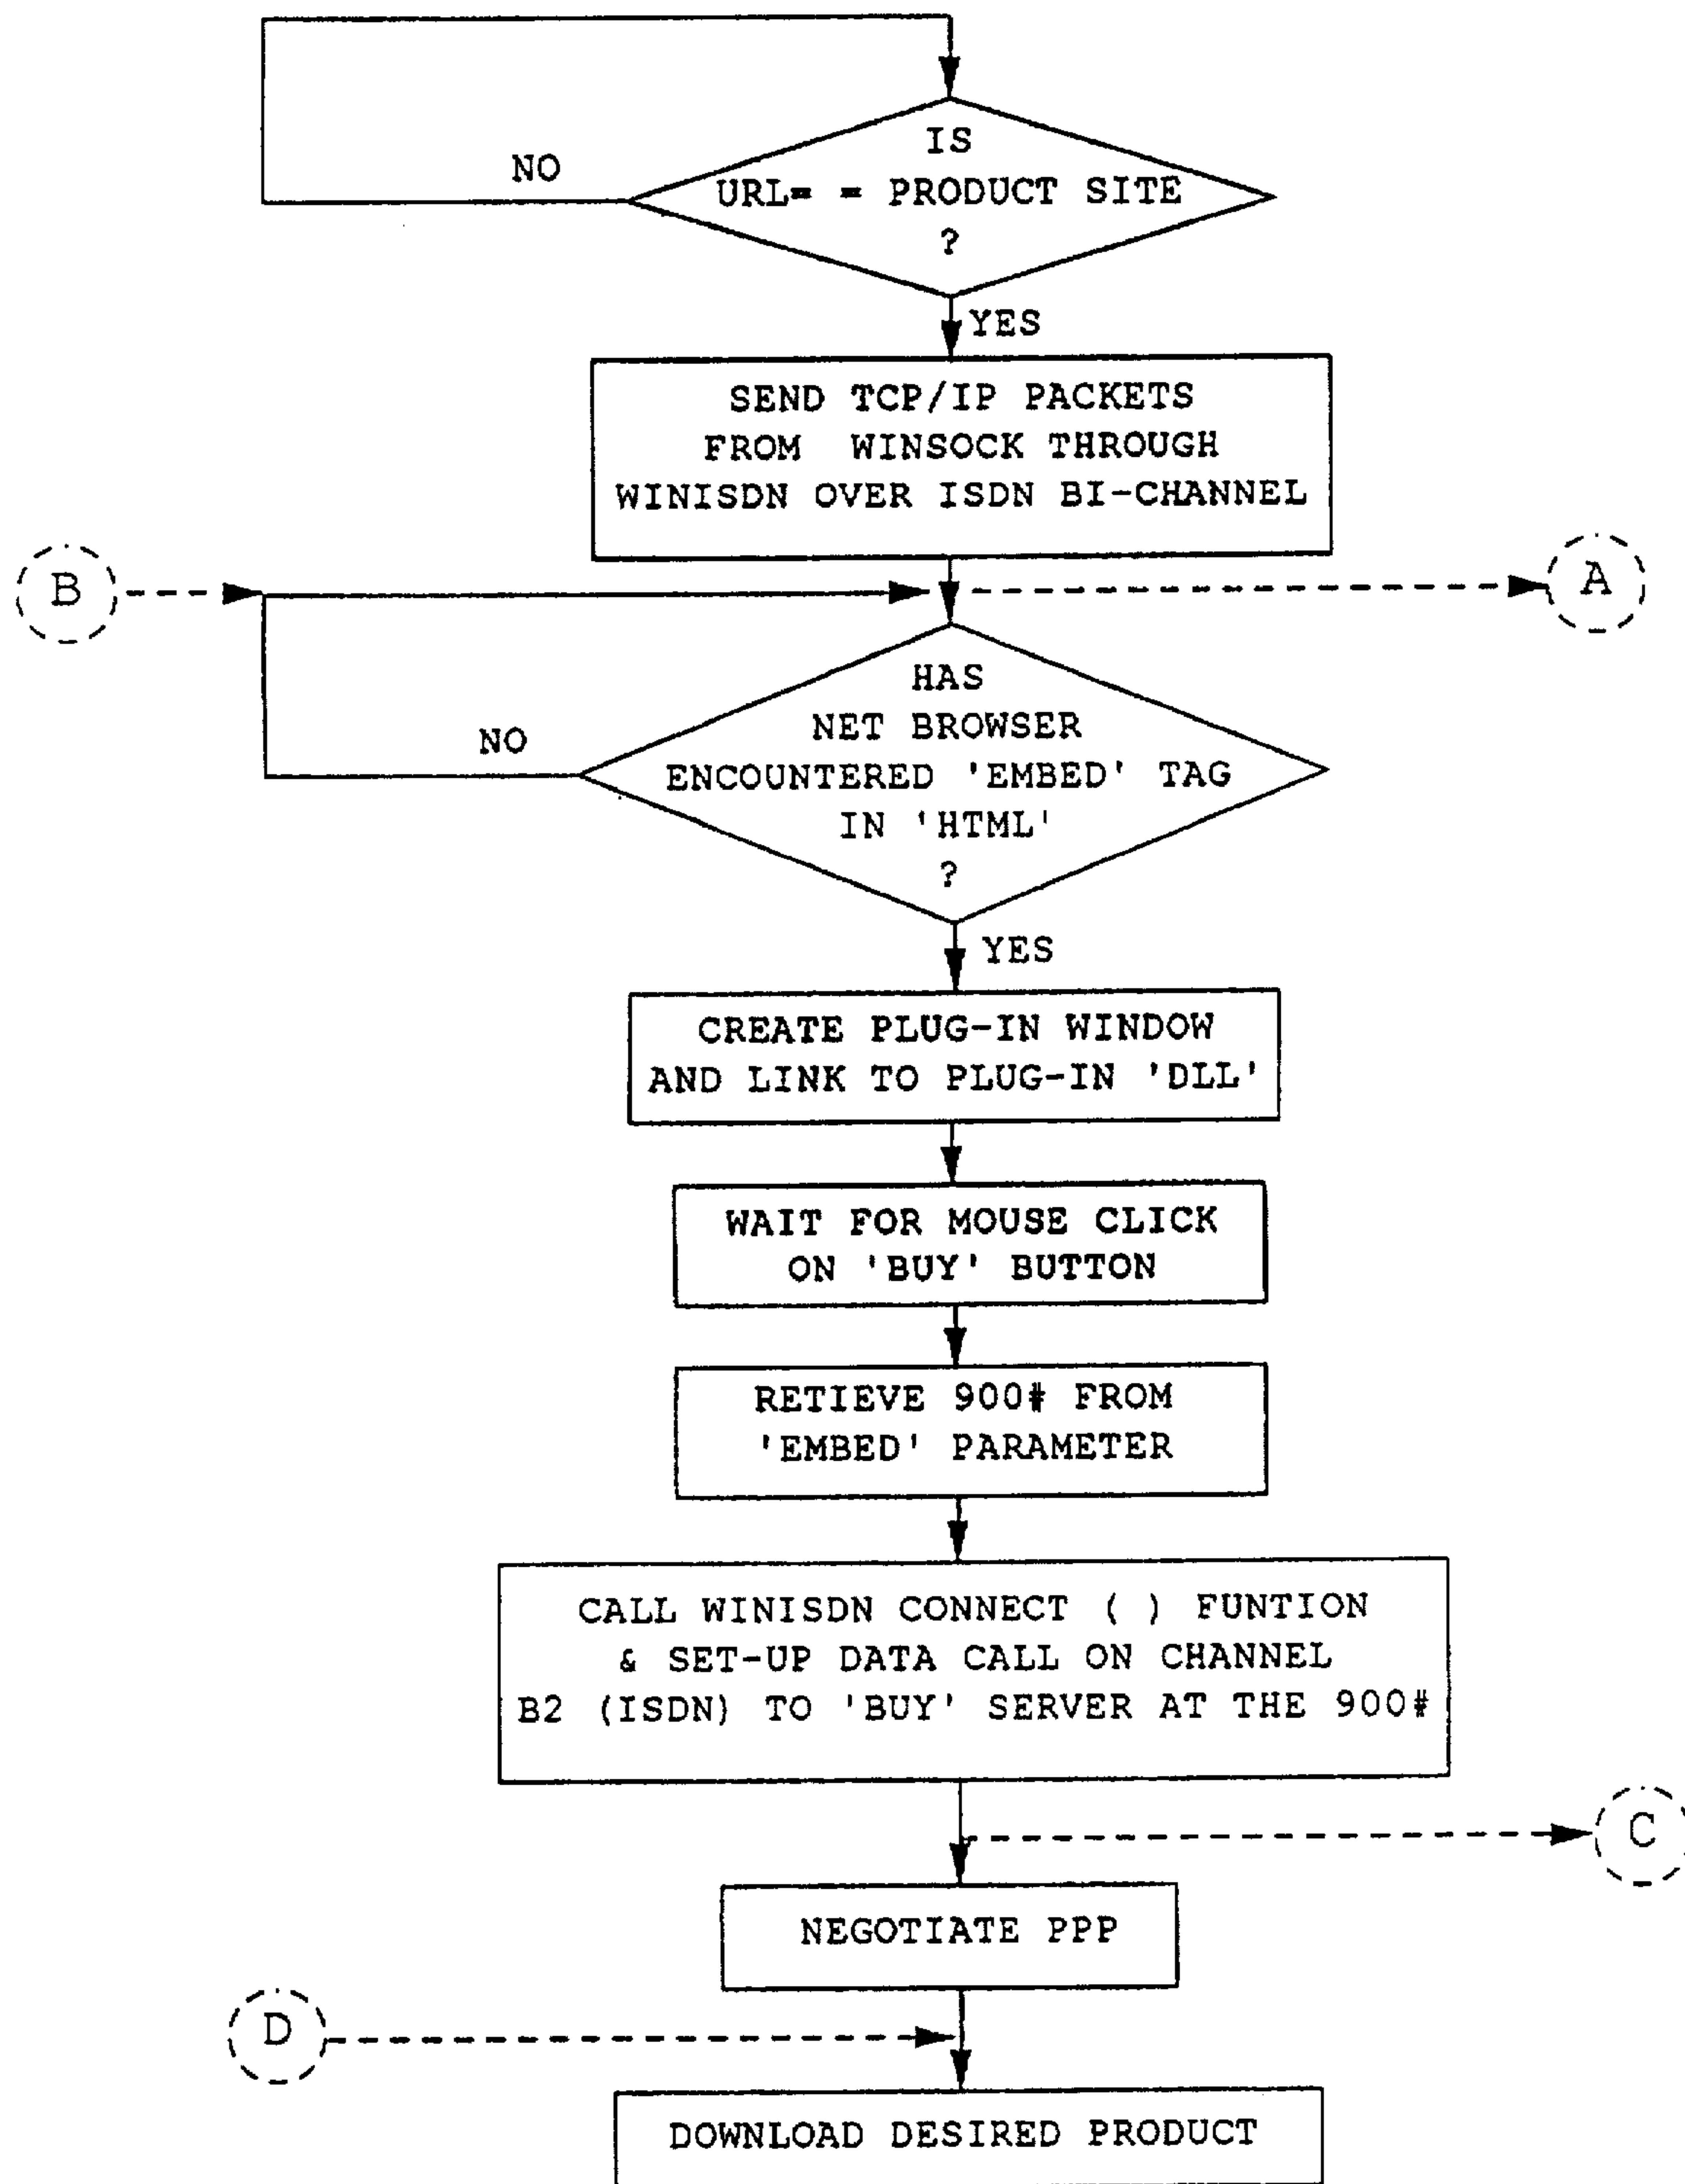 IS
NO
URL= = PRODUCT SITE
?
YES
SEND TCP/IP PACKETS
FROM WINSOCK THROUGH
WINISDN OVER ISDN BI-CHANNEL
B
A
HAS
NET BROWSER
NO
ENCOUNTERED 'EMBED' TAG
IN 'HTML'
?
YES
CREATE PLUG-IN WINDOW
AND LINK TO PLUG-IN 'DLL'
WAIT FOR MOUSE CLICK
ON 'BUY' BUTTON
RETIEVE 900# FROM
'EMBED' PARAMETER
CALL WINISDN CONNECT ( ) FUNTION
& SET-UP DATA CALL ON CHANNEL
B2 (ISDN) TO 'BUY' SERVER AT THE 900#
C
NEGOTIATE PPP
D
DOWNLOAD DESIRED PRODUCT